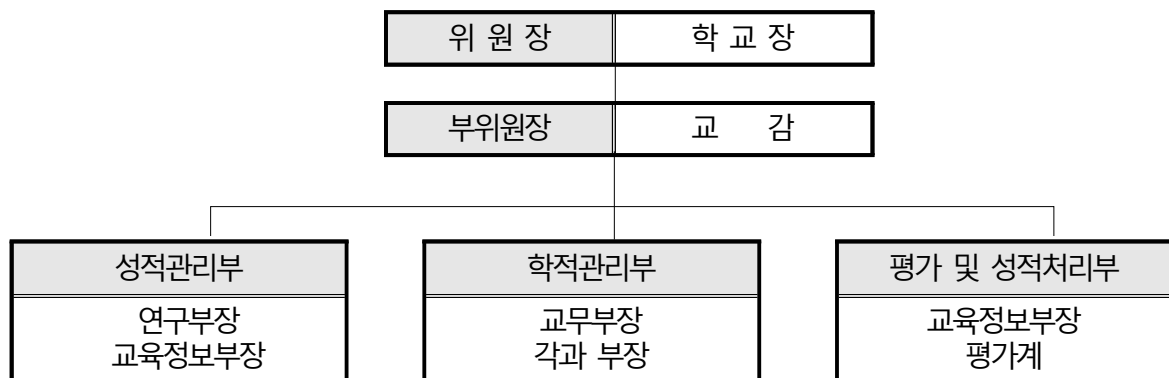 위 원 장 학 교 장
부위원장 교 감
성적관리부 학적관리부 평가 및 성적처리부
연구부장 교무부장 교육정보부장
교육정보부장 각과 부장 평가계